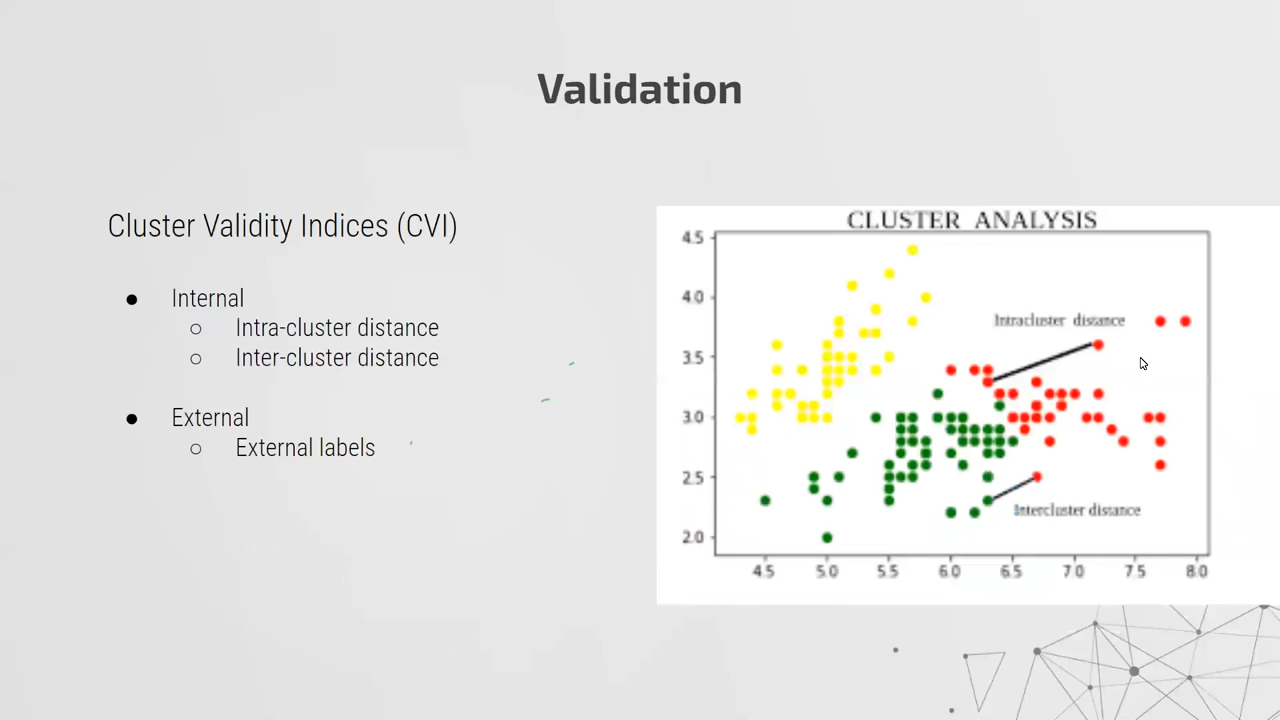 Validation
Cluster Validity Indices (CVI)
● Internal
○ Intra-cluster distance
○ Inter-cluster distance
● External
○ External labels
CLUSTER ANALYSIS
4.5
4.0
3.5
3.0
2.5
2.0
Intracluster distance
Intercluster distance
4.5 5.0 5.5 6.0 6.5 7.0 7.5 8.0